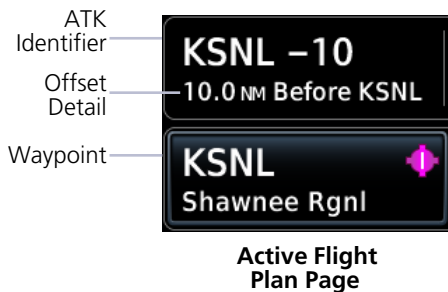 ATK
Identifier
KSNL –10
Offset
Detail
10.0 NM Before KSNL
Waypoint
KSNL
Shawnee Rgnl
Active Flight
Plan Page